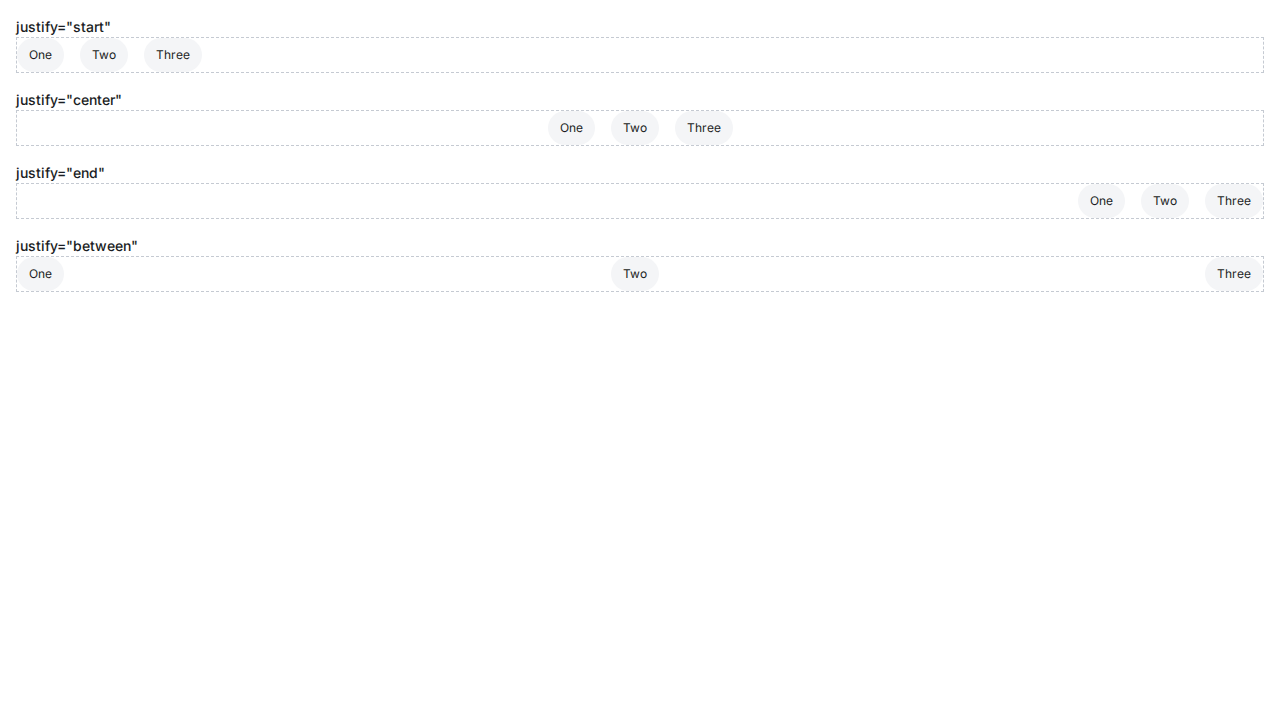 justify="start"
One Two Three
justify="center"
One Two Three
justify="end"
One Two Three
justify="between"
One Two Three